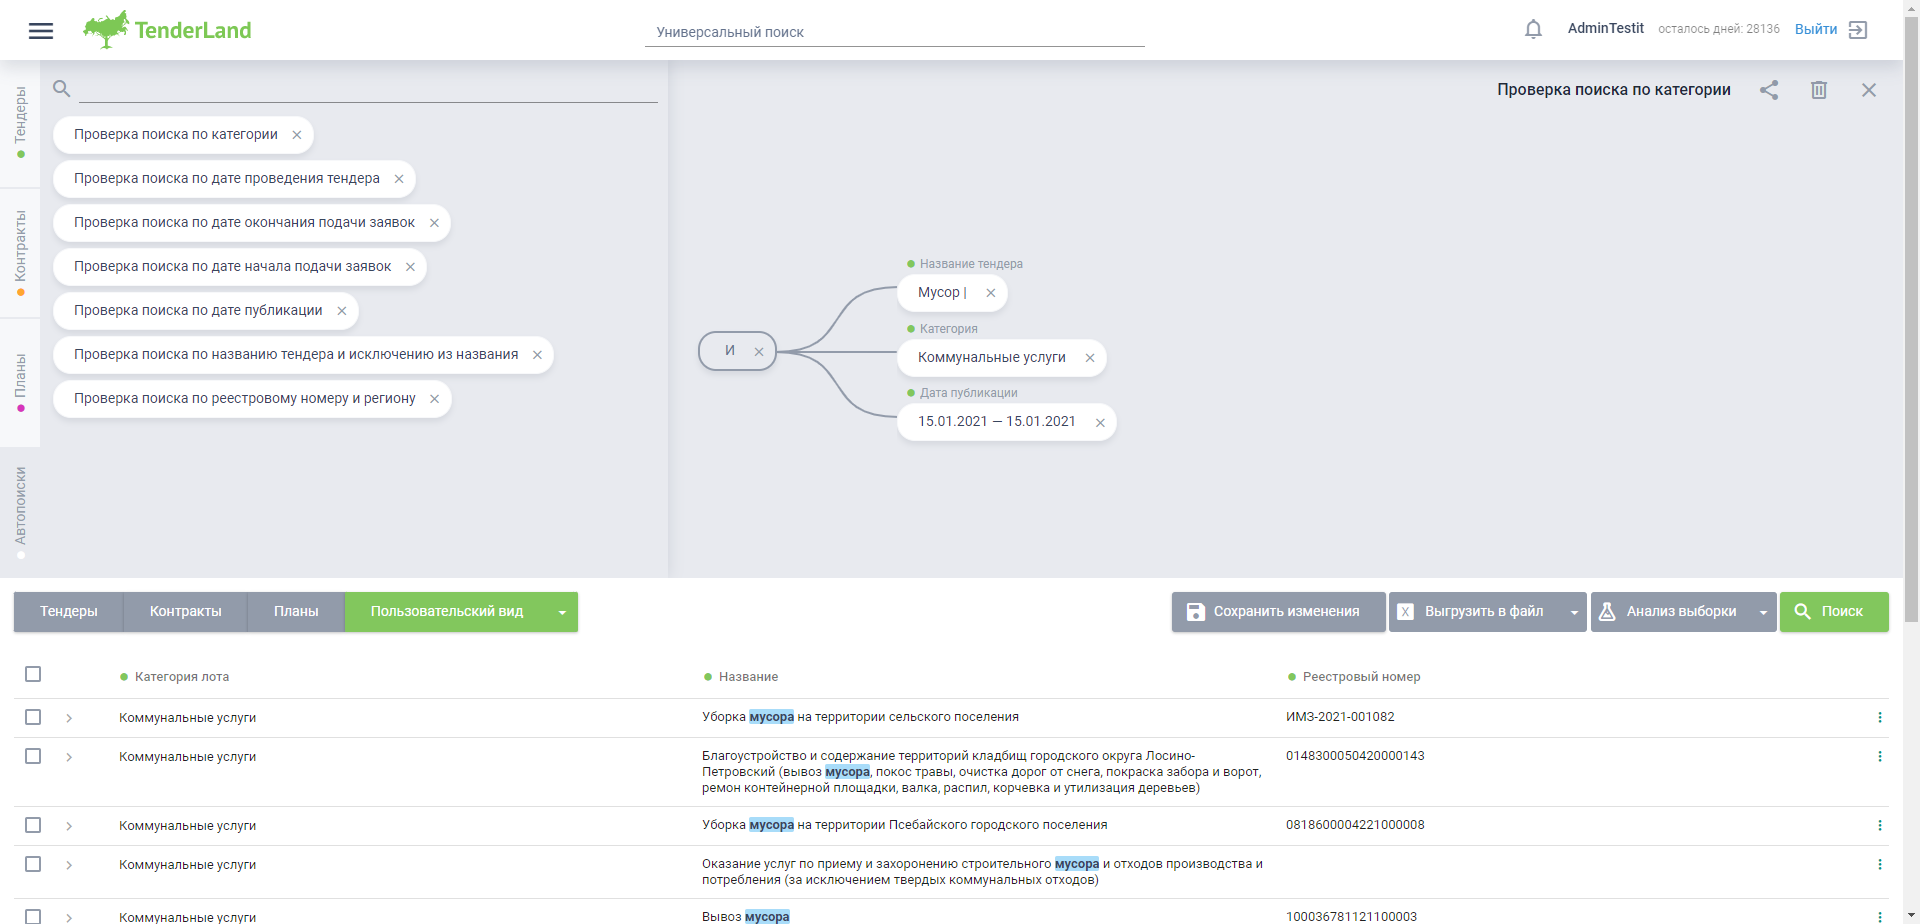 TenderLand
Универсальный поиск
AdminTestit
осталось дней: 28136
Выйти
Тендеры
Контракты
Планы
Автопоиски
Проверка поиска по категории
Проверка поиска по дате проведения тендера
Проверка поиска по дате окончания подачи заявок
Проверка поиска по дате начала подачи заявок
Проверка поиска по дате публикации
Проверка поиска по названию тендера и исключению из названия
Проверка поиска по реестровому номеру и региону
Проверка поиска по категории
И
Название тендера
Мусор |
Категория
Коммунальные услуги
Дата публикации
15.01.2021 — 15.01.2021
Тендеры
Контракты
Планы
Пользовательский вид
Сохранить изменения
X
Выгрузить в файл
Анализ выборки
Поиск
Категория лота
Название
Реестровый номер
Коммунальные услуги
Уборка мусора на территории сельского поселения
ИМЗ-2021-001082
Коммунальные услуги
Благоустройство и содержание территорий кладбищ городского округа Лосино-
Петровский (вывоз мусора, покос травы, очистка дорог от снега, покраска забора и ворот,
ремон контейнерной площадки, валка, распил, корчевка и утилизация деревьев)
0148300050420000143
Коммунальные услуги
Уборка мусора на территории Псебайского городского поселения
0818600004221000008
Коммунальные услуги
Оказание услуг по приему и захоронению строительного мусора и отходов производства и
потребления (за исключением твердых коммунальных отходов)
Коммунальные услуги
Вывоз мусора
100036781121100003